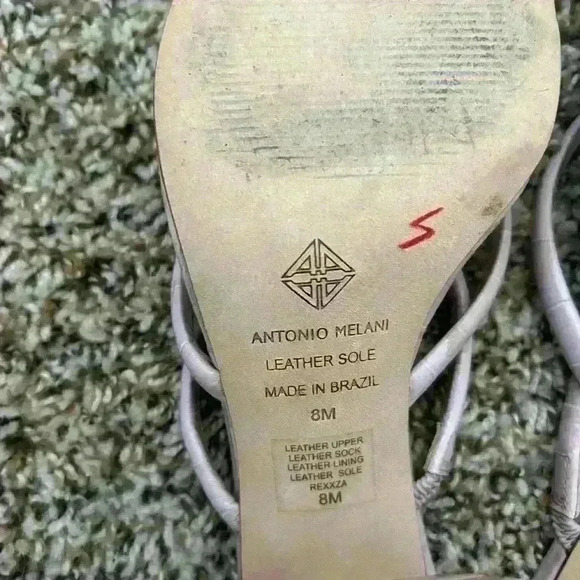 S
ANTONIO MELANI
LEATHER SOLE
MADE IN BRAZIL
8M
LEATHER UPPER
LEATHER SOCK
LEATHER LINING
LEATHER SOLE
REXXZA
8M